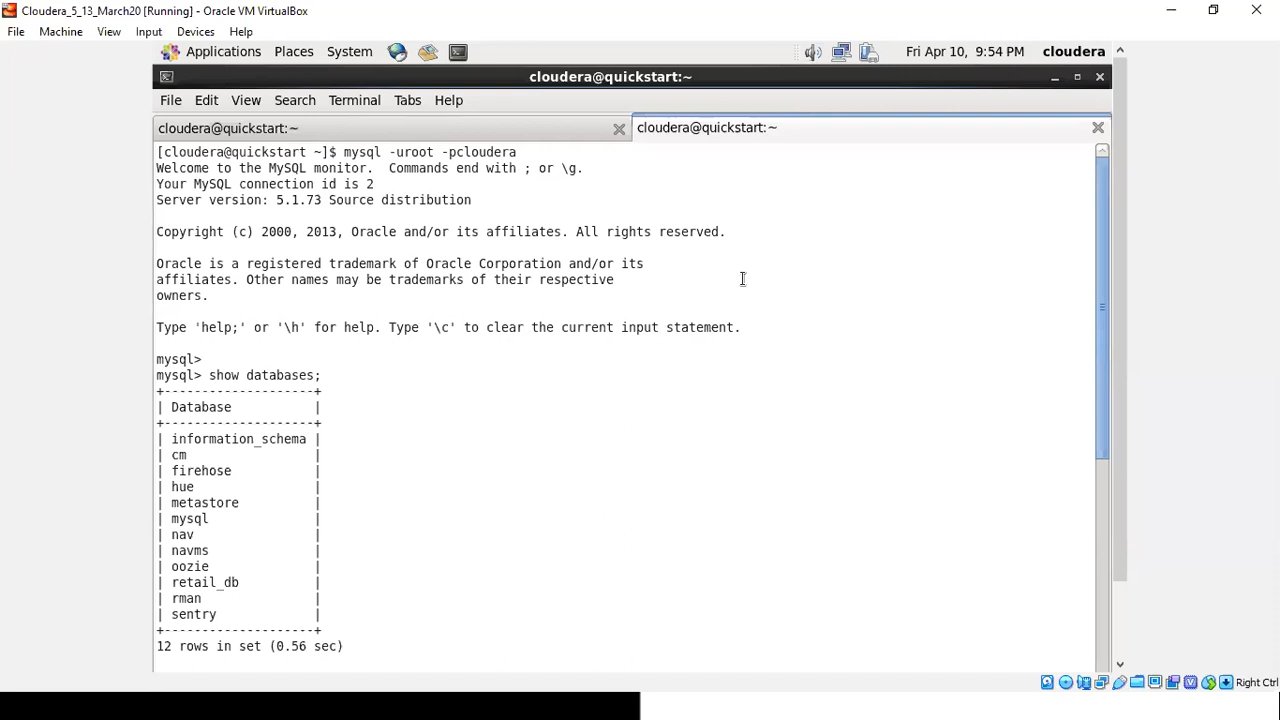 Cloudera_5_13_March20 [Running] - Oracle VM VirtualBox
File Machine View Input Devices Help
Applications Places System Fri Apr 10, 9:54 PM cloudera
cloudera@quickstart:~
File Edit View Search Terminal Tabs Help
cloudera@quickstart:~ cloudera@quickstart:~
[cloudera@quickstart ~]$ mysql -uroot -pcloudera
Welcome to the MySQL monitor.  Commands end with ; or \g.
Your MySQL connection id is 2
Server version: 5.1.73 Source distribution
Copyright (c) 2000, 2013, Oracle and/or its affiliates. All rights reserved.
Oracle is a registered trademark of Oracle Corporation and/or its
affiliates. Other names may be trademarks of their respective
owners.
Type 'help;' or '\h' for help. Type '\c' to clear the current input statement.
mysql>
mysql> show databases;
+--------------------+
| Database           |
+--------------------+
| information_schema |
| cm                 |
| firehose           |
| hue                |
| metastore          |
| mysql              |
| nav                |
| navms              |
| oozie              |
| retail_db          |
| rman               |
| sentry             |
+--------------------+
12 rows in set (0.56 sec)
Right Ctrl